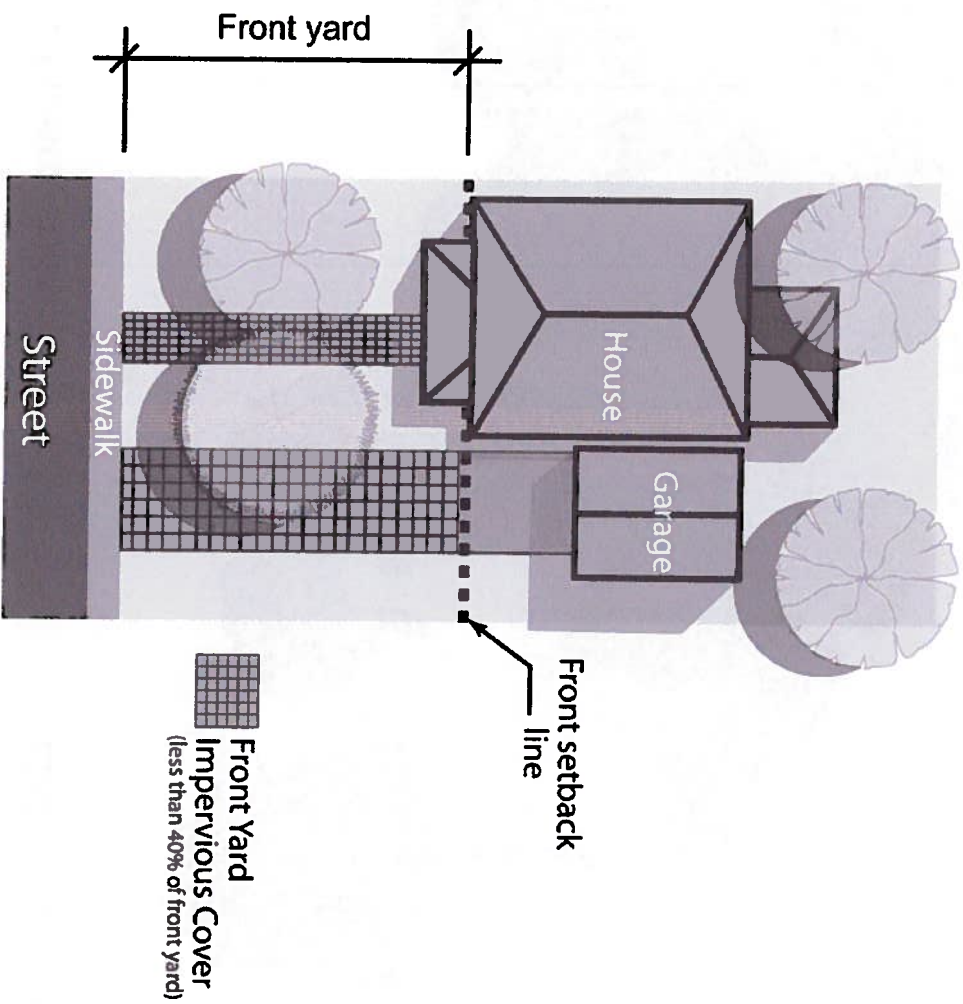 Front yard
House
Garage
Sidewalk
Street
Front setback
line
Front Yard
Impervious Cover
(less than 40% of front yard)